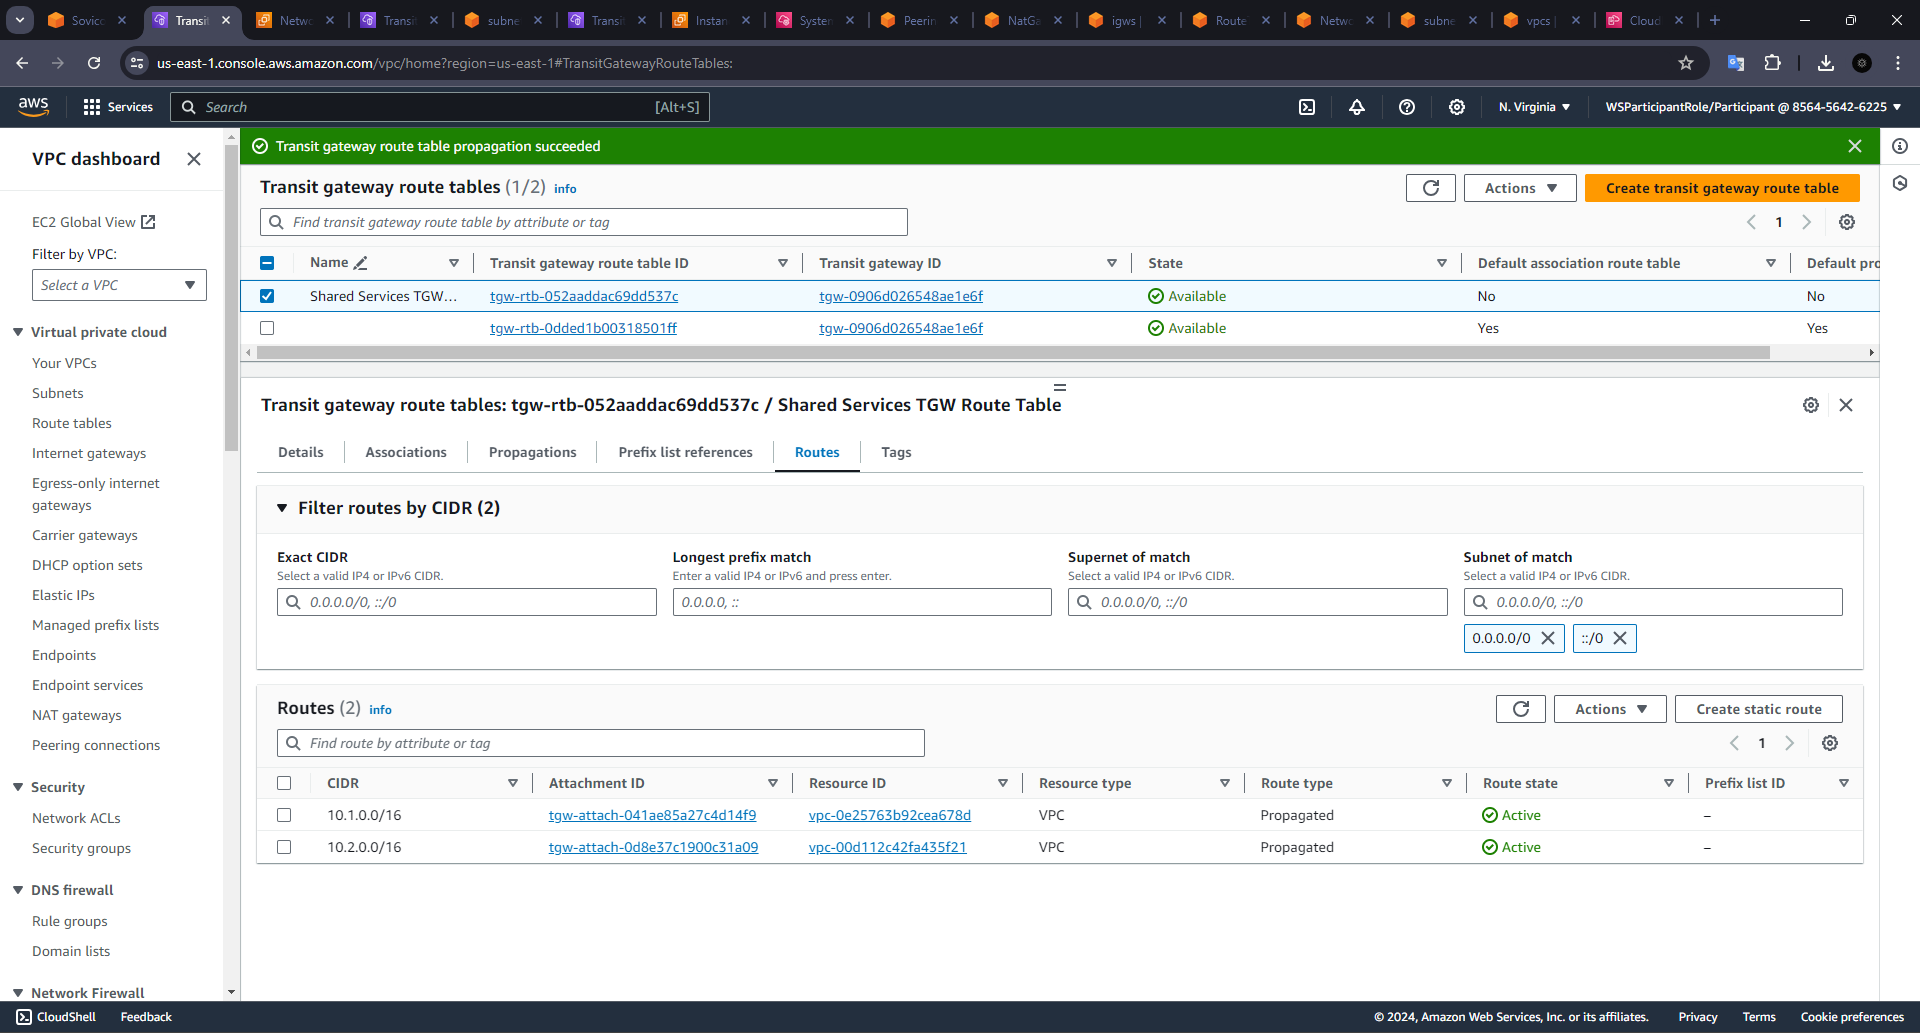 Sovico
Transit
Netwo
Transit
subne
Transit
Instan
System
Peerin
NatGa
igws |
Route
Netwo
subne
vpcs |
Cloud
us-east-1.console.aws.amazon.com/vpc/home?region=us-east-1#TransitGatewayRouteTables:
aws
Services
Search
[Alt+S]
N. Virginia
WSParticipantRole/Participant @ 8564-5642-6225
VPC dashboard
EC2 Global View
Filter by VPC:
Select a VPC
Virtual private cloud
Your VPCs
Subnets
Route tables
Internet gateways
Egress-only internet
gateways
Carrier gateways
DHCP option sets
Elastic IPs
Managed prefix lists
Endpoints
Endpoint services
NAT gateways
Peering connections
Security
Network ACLs
Security groups
DNS firewall
Rule groups
Domain lists
Network Firewall
Transit gateway route table propagation succeeded
Transit gateway route tables (1/2) info
Actions
Create transit gateway route table
Find transit gateway route table by attribute or tag
1
Name Transit gateway route table ID Transit gateway ID State Default association route table Default pro
Shared Services TGW... tgw-rtb-052aaddac69dd537c tgw-0906d026548ae1e6f Available No No
tgw-rtb-0dded1b00318501ff tgw-0906d026548ae1e6f Available Yes Yes
Transit gateway route tables: tgw-rtb-052aaddac69dd537c / Shared Services TGW Route Table
Details Associations Propagations Prefix list references Routes Tags
Filter routes by CIDR (2)
Exact CIDR
Select a valid IP4 or IPv6 CIDR.
0.0.0.0/0, ::/0
Longest prefix match
Enter a valid IP4 or IPv6 and press enter.
0.0.0.0, ::
Supernet of match
Select a valid IP4 or IPv6 CIDR.
0.0.0.0/0, ::/0
Subnet of match
Select a valid IP4 or IPv6 CIDR.
0.0.0.0/0, ::/0
0.0.0.0/0
::/0
Routes (2) info
Actions
Create static route
Find route by attribute or tag
1
CIDR Attachment ID Resource ID Resource type Route type Route state Prefix list ID
10.1.0.0/16 tgw-attach-041ae85a27c4d14f9 vpc-0e25763b92cea678d VPC Propagated Active –
10.2.0.0/16 tgw-attach-0d8e37c1900c31a09 vpc-00d112c42fa435f21 VPC Propagated Active –
CloudShell
Feedback
© 2024, Amazon Web Services, Inc. or its affiliates.
Privacy
Terms
Cookie preferences